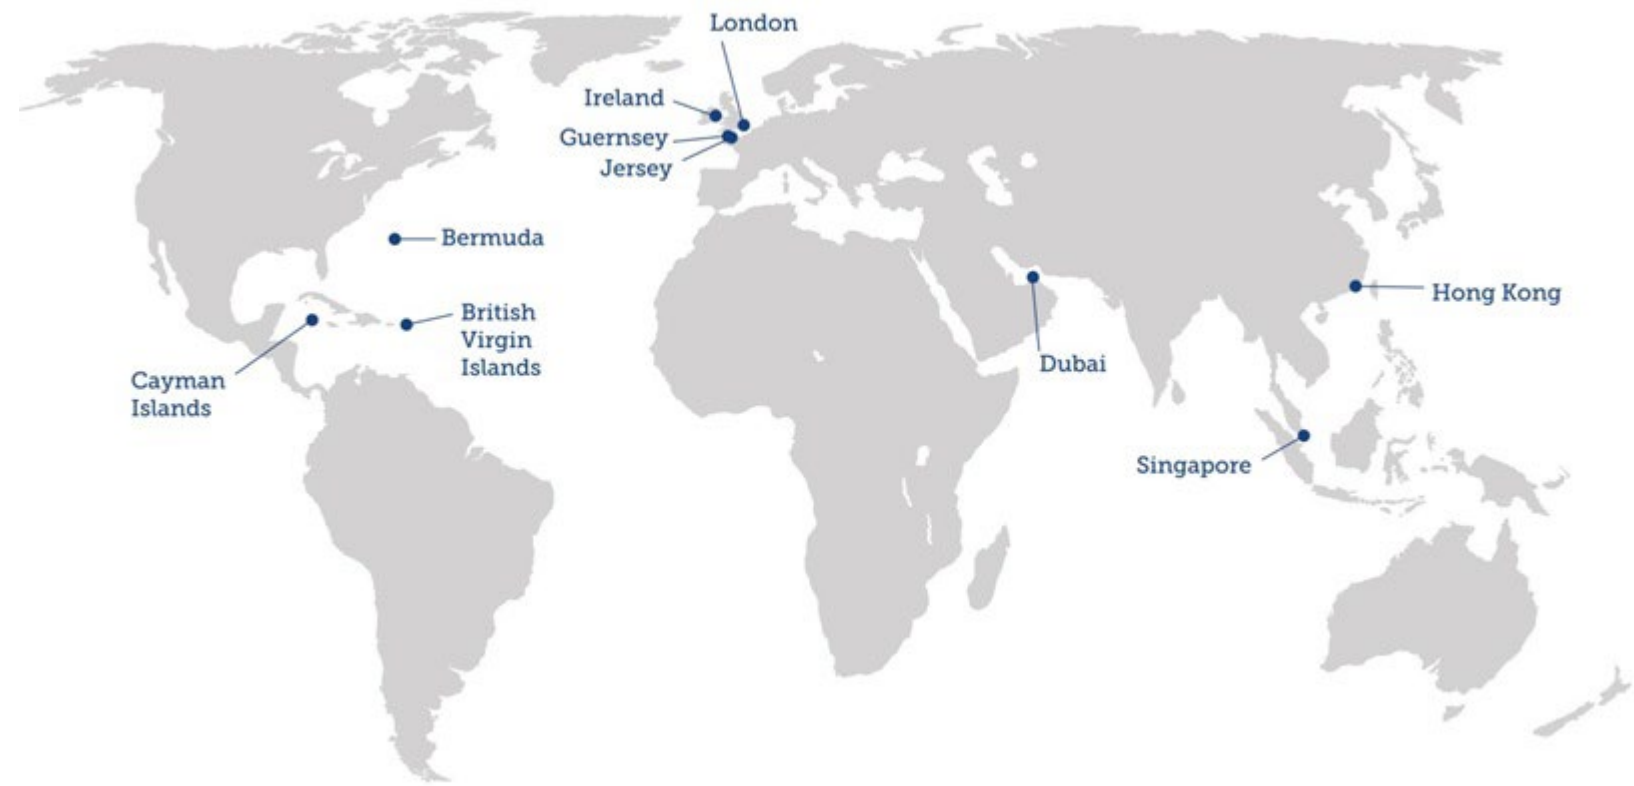 London
Ireland
Guernsey
Jersey
Bermuda
British
Virgin
Islands
Cayman
Islands
Hong Kong
Dubai
Singapore